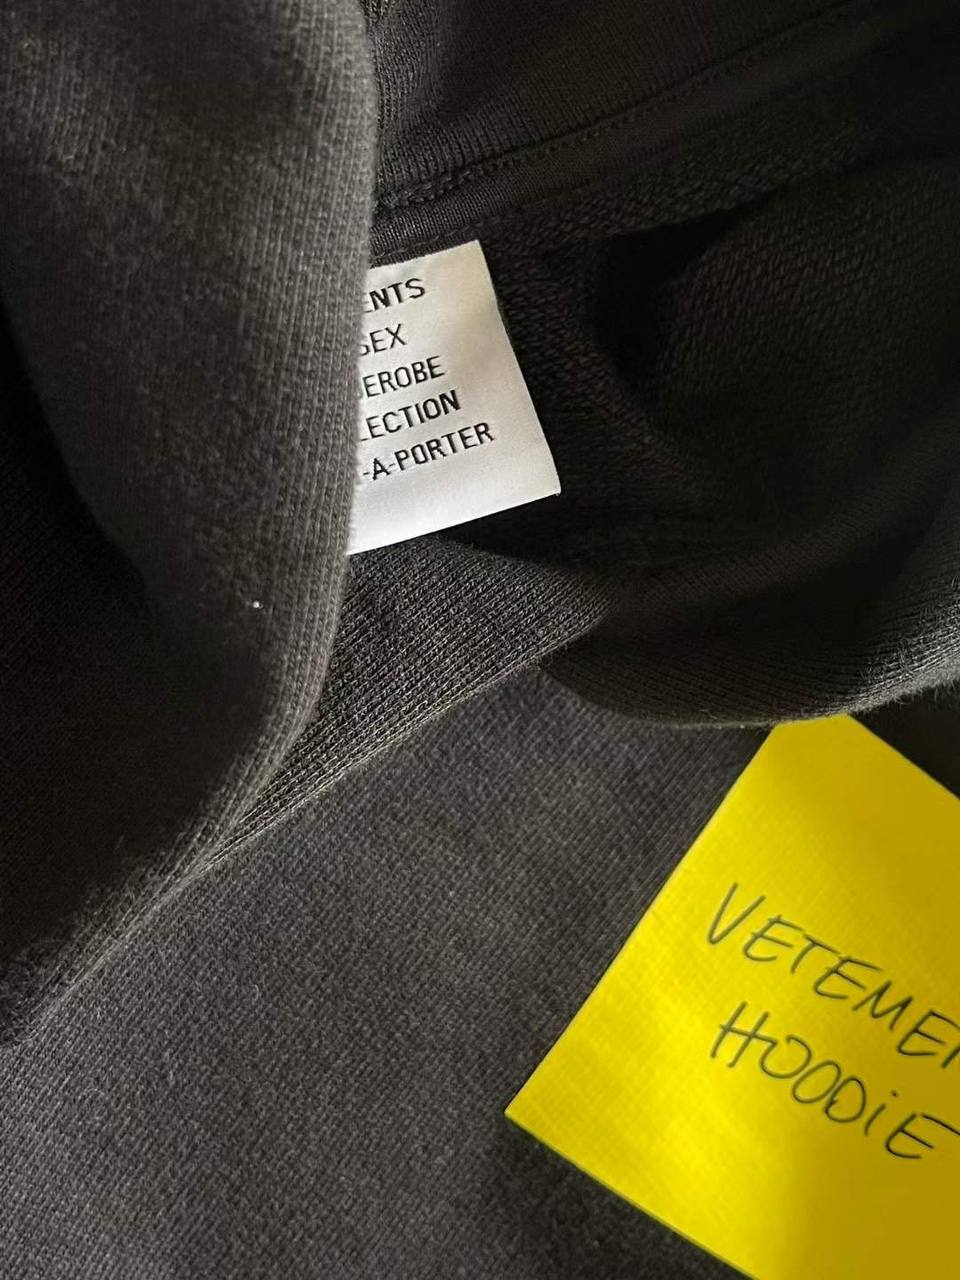 ENTS
SEX
EROBE
LECTION
-A-PORTER
VETEME
HOODiE